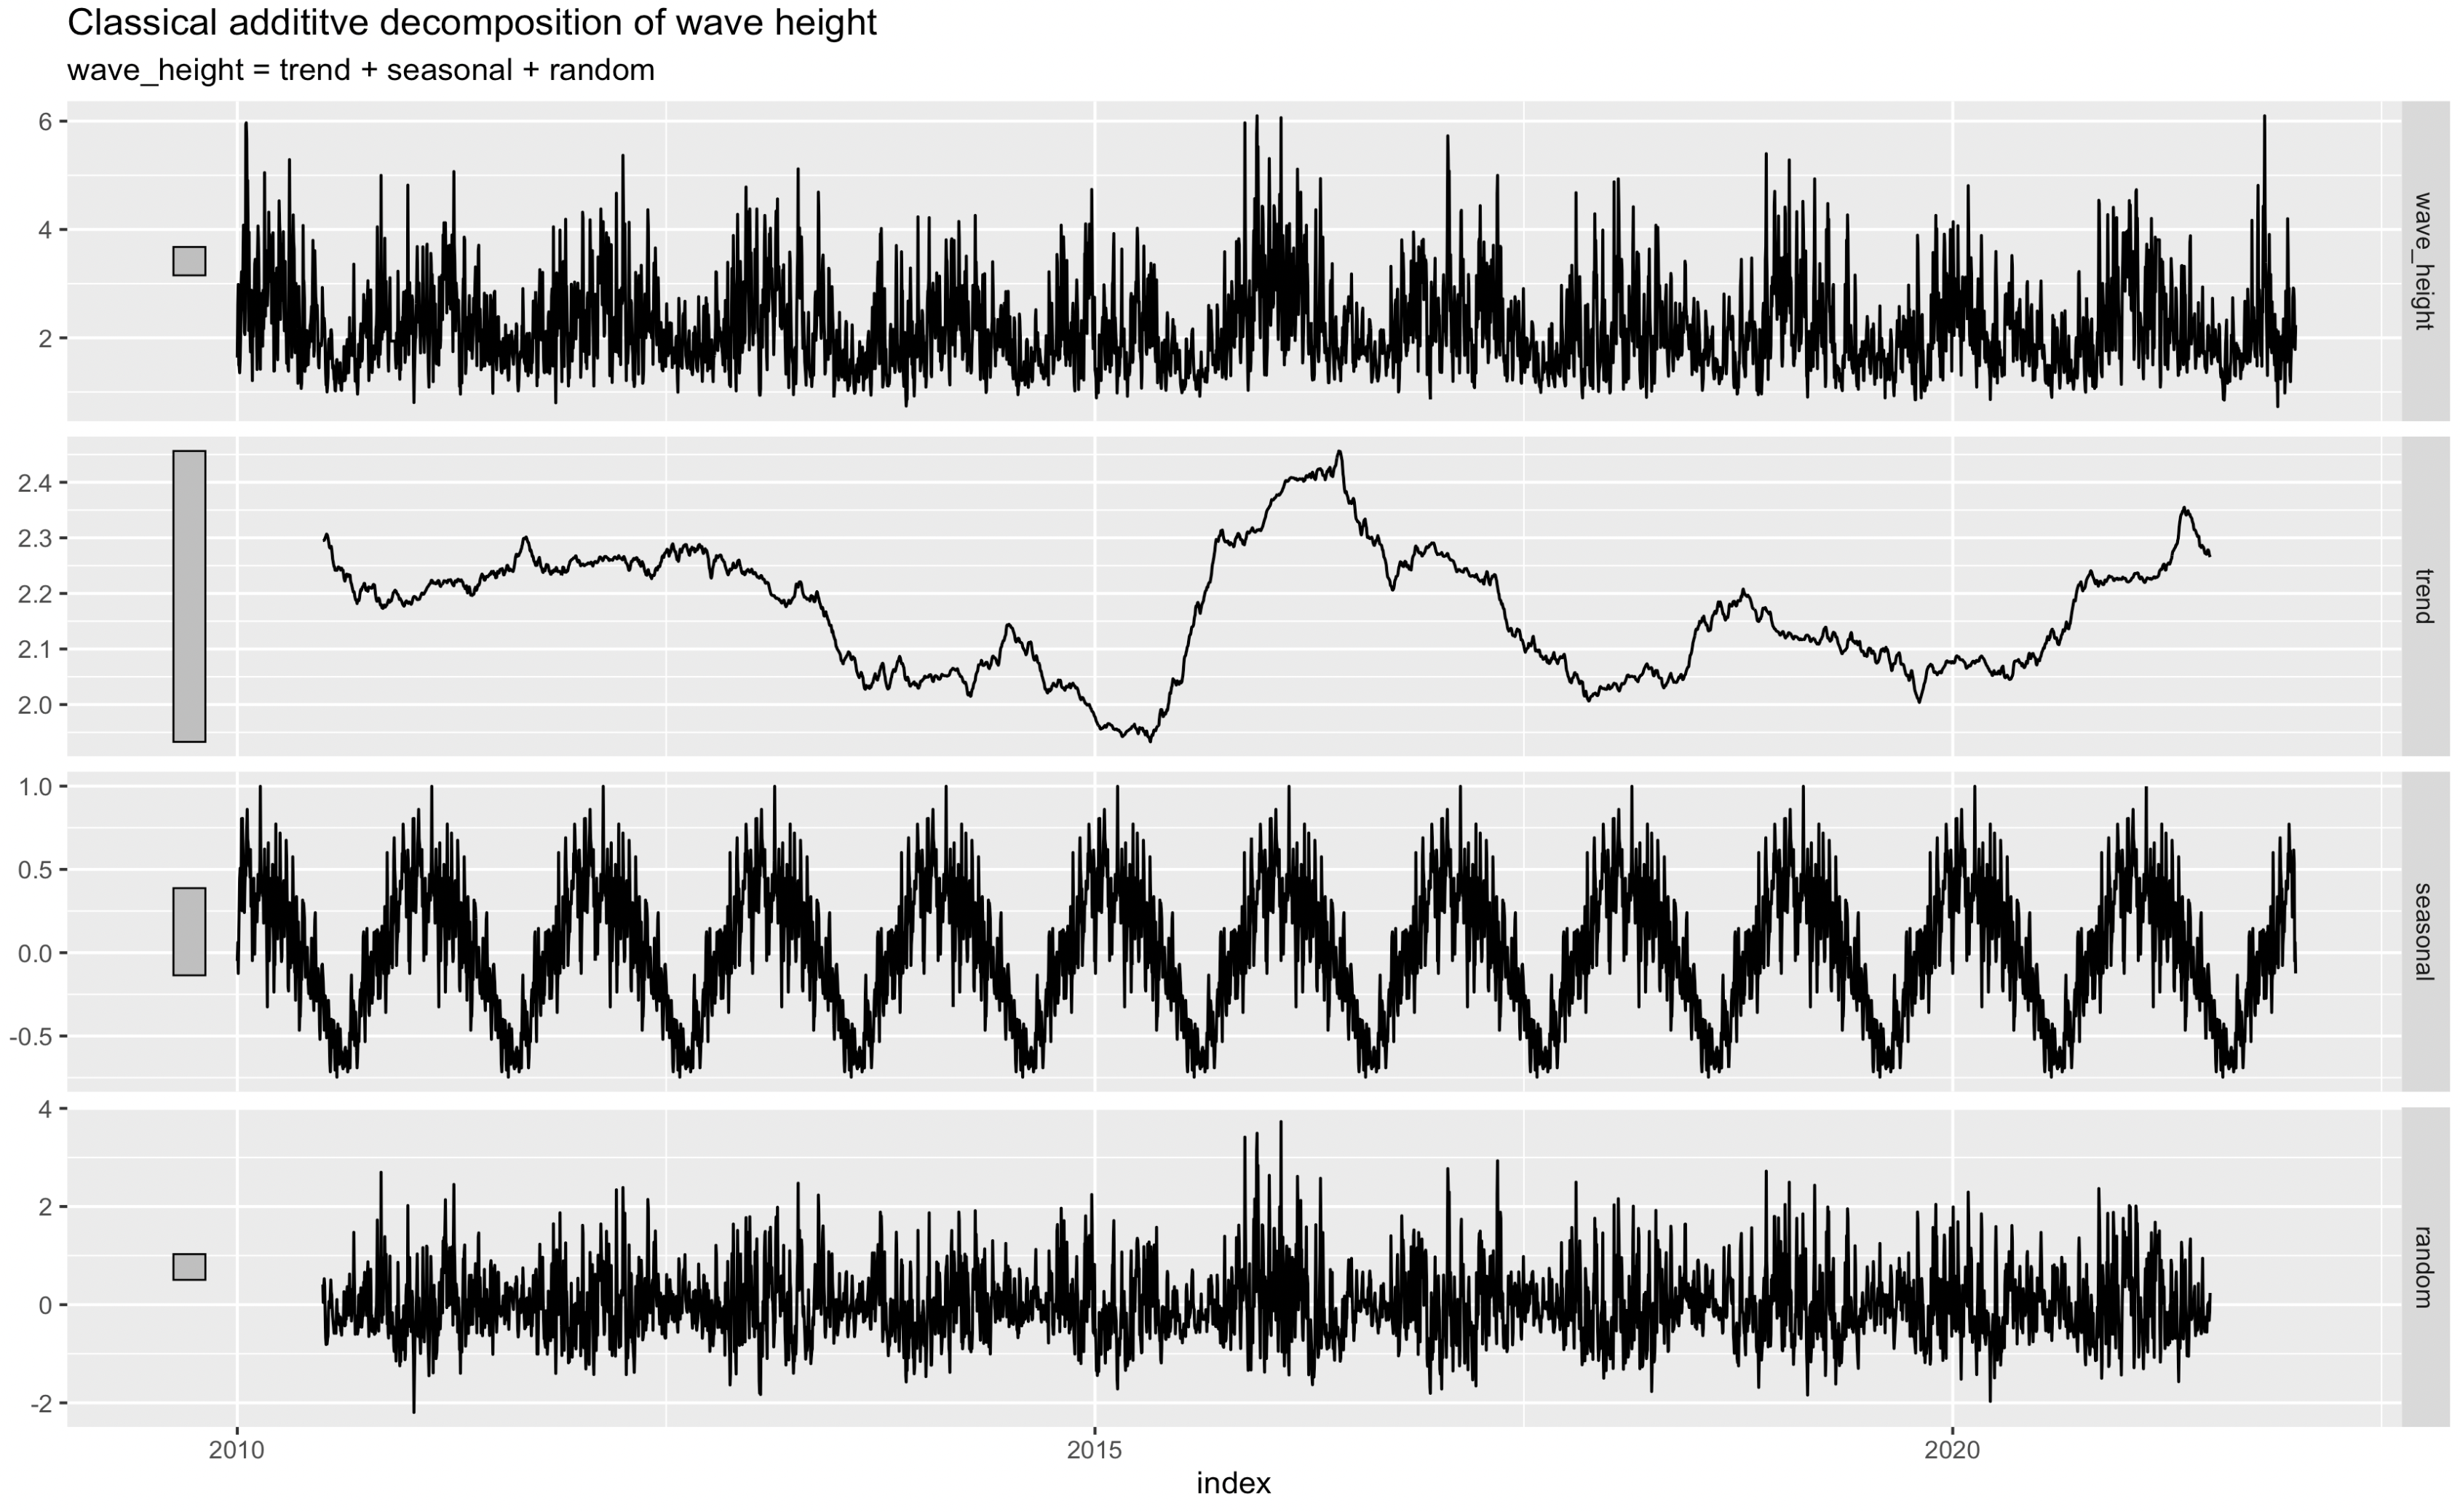 Classical addititve decomposition of wave height
wave_height = trend + seasonal + random
6
4
2
wave_height
2.4
2.3
2.2
2.1
2.0
trend
1.0
0.5
0.0
-0.5
seasonal
4
2
0
-2
random
2010
2015
2020
index